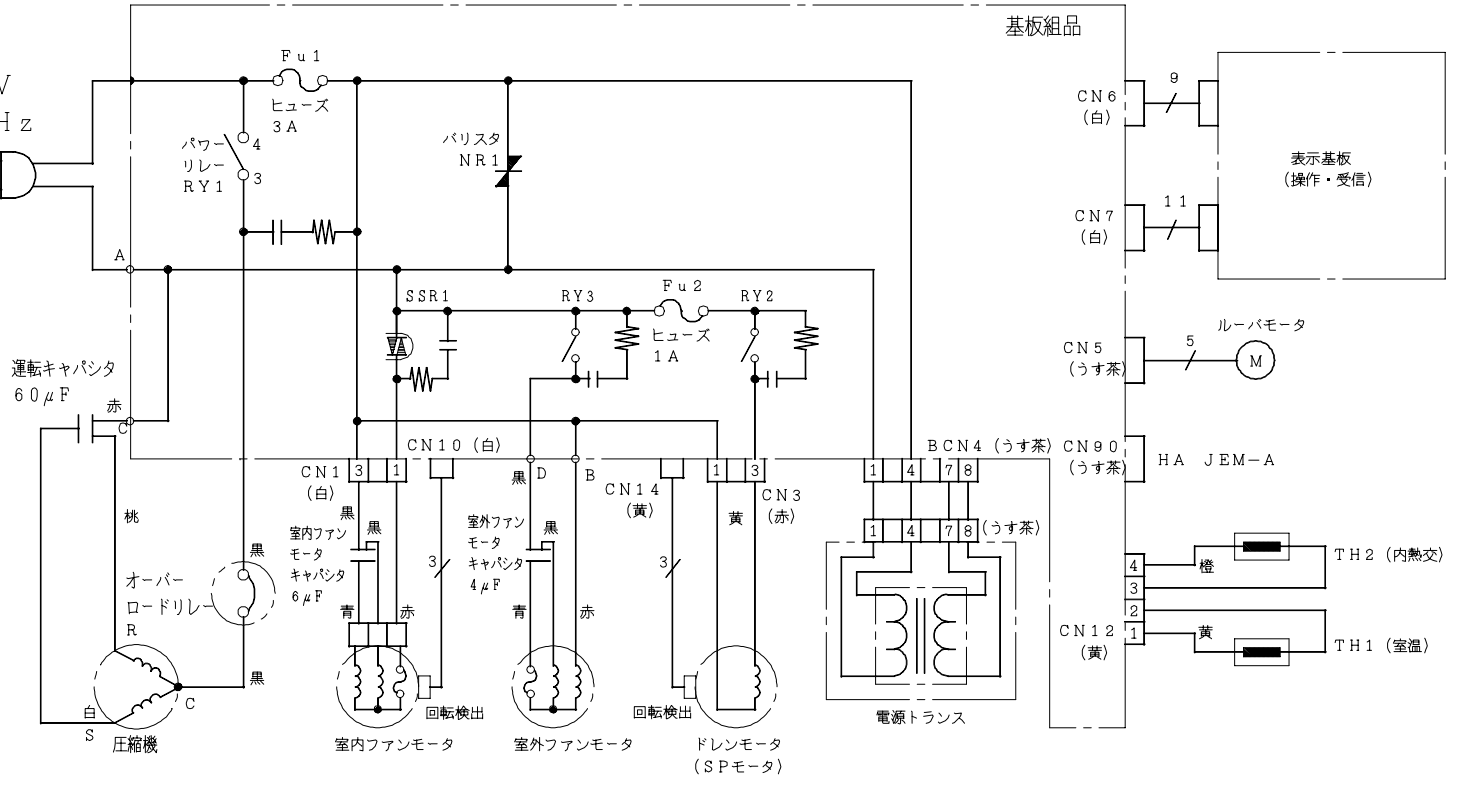 基板組品
V
Hz
Fu1
ヒューズ
3A
パワー
リレー
RY1
4
3
バリスタ
NR1
CN6
(白)
9
表示基板
(操作・受信)
CN7
(白)
11
A
SSR1
RY3
Fu2
ヒューズ
1A
RY2
ルーバモータ
CN5
(うす茶)
5
M
運転キャパシタ
60μF
赤
C
CN10 (白)
CN1
(白)
3
1
D
B
黒
CN14
(黄)
1
3
CN3
(赤)
BCN4 (うす茶)
1
4
7
8
CN90
(うす茶)
HA JEM-A
桃
黒
黒
室内ファン
モータ
キャパシタ
6μF
3
室外ファン
モータ
キャパシタ
4μF
黒
3
黄
1
4
7
8
(うす茶)
黒
オーバー
ロードリレー
青
赤
青
赤
4
3
2
1
橙
TH2 (内熱交)
CN12
(黄)
黄
TH1 (室温)
R
黒
C
白
S
圧縮機
回転検出
室内ファンモータ
室外ファンモータ
回転検出
ドレンモータ
(SPモータ)
電源トランス